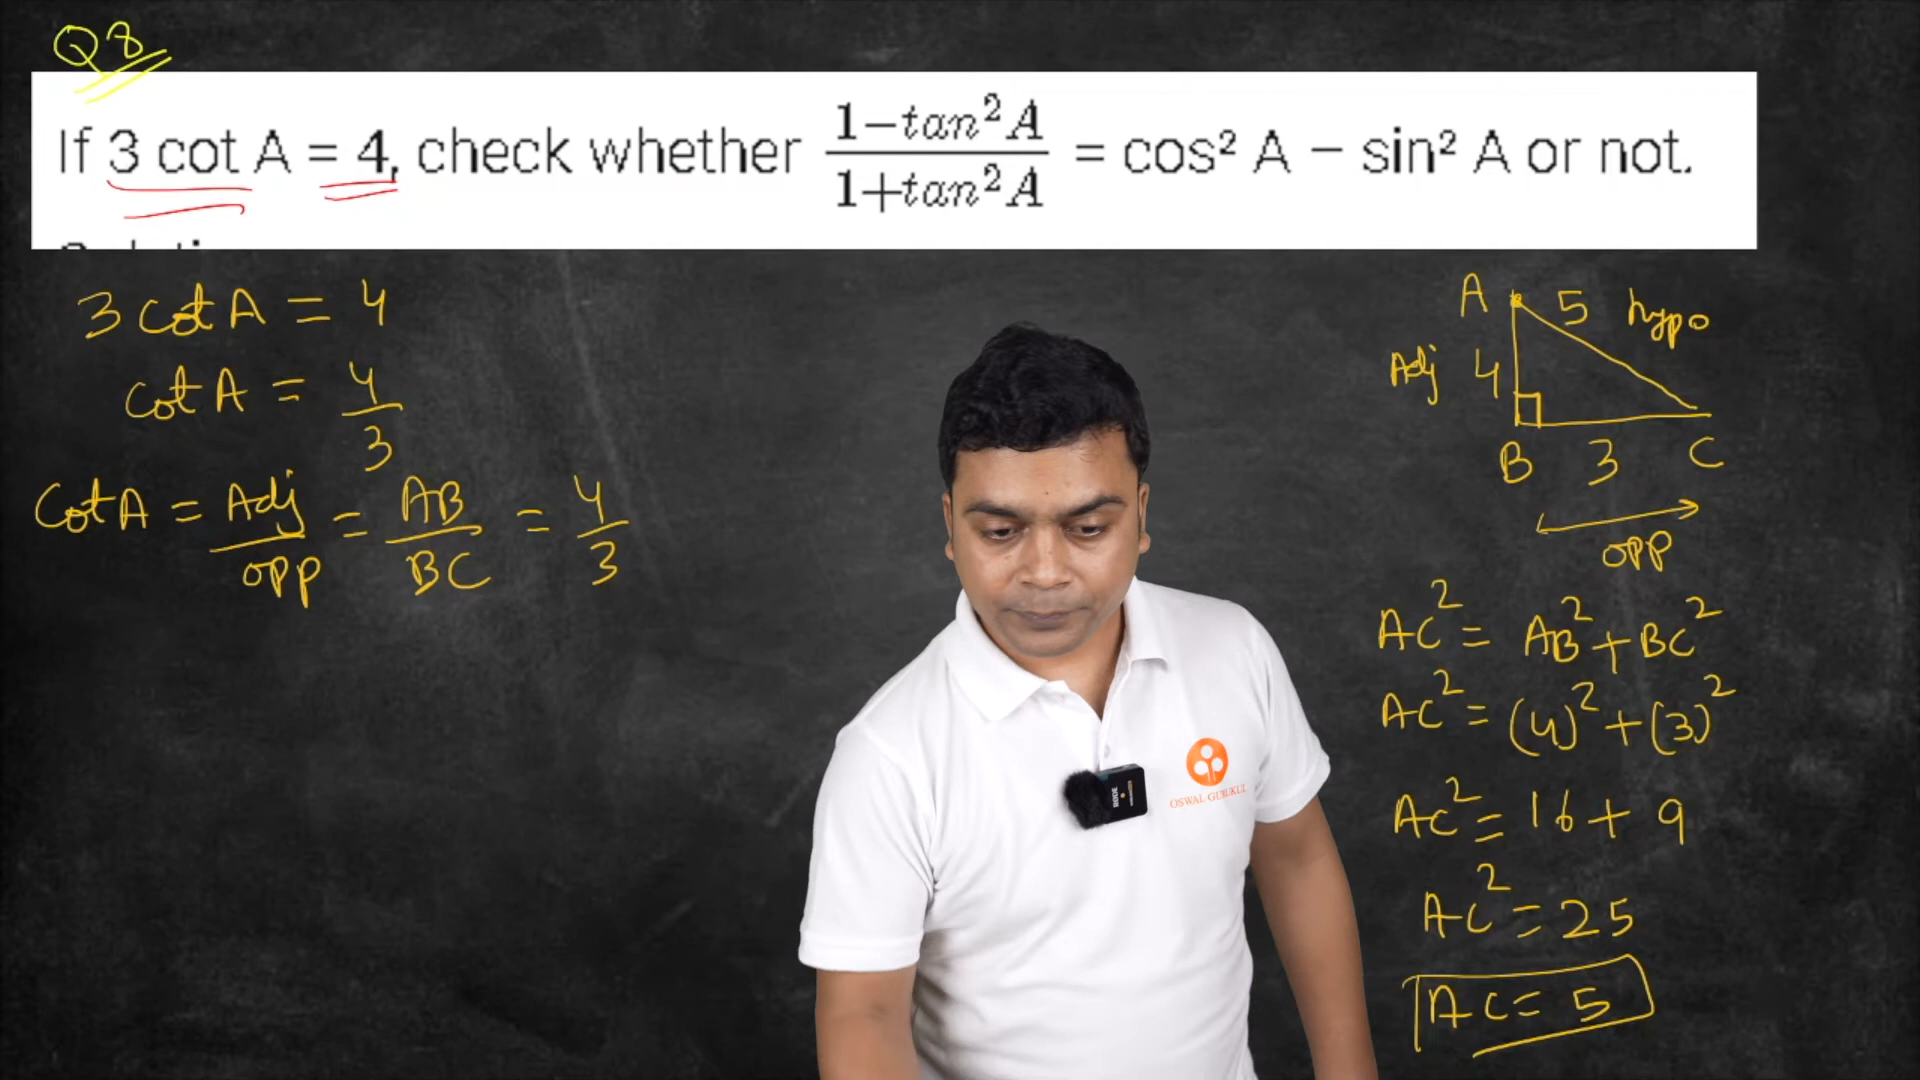 Q8
If 3 cot A = 4, check whether (1-tan²A)/(1+tan²A) = cos² A − sin² A or not.
3 cot A = 4
cot A = 4/3
Cot A = Adj/opp = AB/BC = 4/3
A 5 hypo
Adj 4
B 3 C
opp
AC² = AB² + BC²
AC² = (4)² + (3)²
AC² = 16 + 9
AC² = 25
AC = 5
RODE
OSWAL GURUKUL